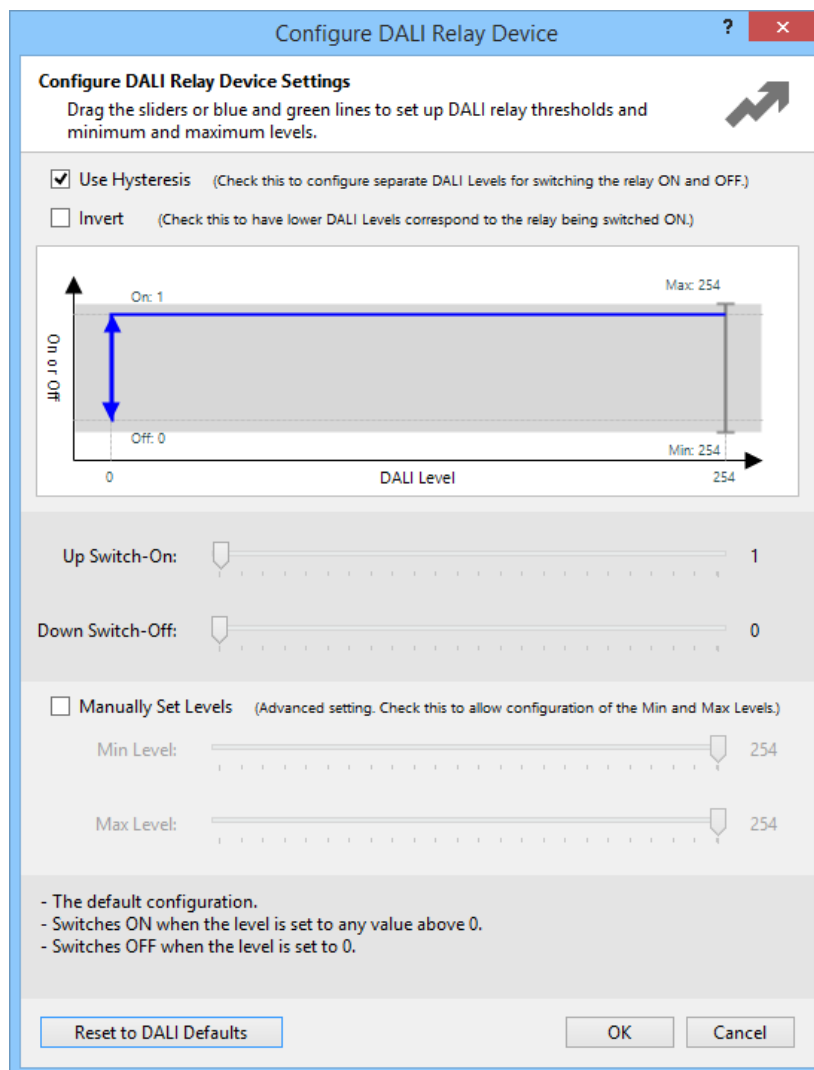 Configure DALI Relay Device
?
×
Configure DALI Relay Device Settings
Drag the sliders or blue and green lines to set up DALI relay thresholds and
minimum and maximum levels.
Use Hysteresis (Check this to configure separate DALI Levels for switching the relay ON and OFF.)
Invert (Check this to have lower DALI Levels correspond to the relay being switched ON.)
On: 1
Max: 254
On or Off
Off: 0
Min: 254
0 DALI Level 254
Up Switch-On: 1
Down Switch-Off: 0
Manually Set Levels (Advanced setting. Check this to allow configuration of the Min and Max Levels.)
Min Level: 254
Max Level: 254
- The default configuration.
- Switches ON when the level is set to any value above 0.
- Switches OFF when the level is set to 0.
Reset to DALI Defaults OK Cancel